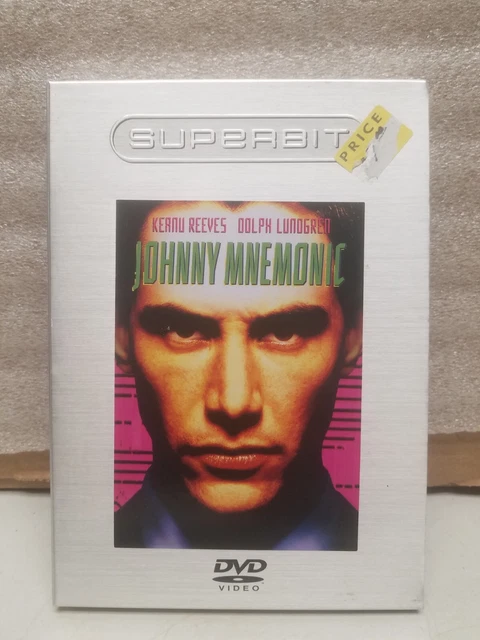 SUPERBIT
PRICE
KEANU REEVES DOLPH LUNDGREN
JOHNNY MNEMONIC
DVD
VIDEO